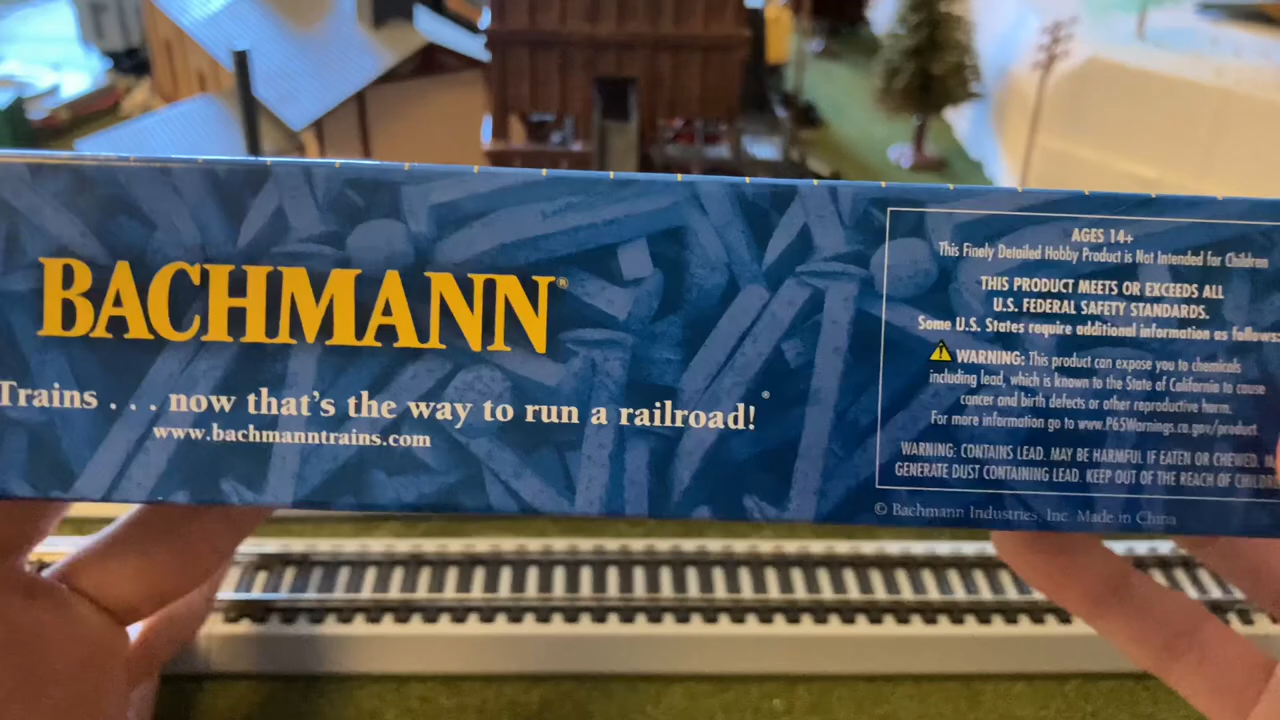 BACHMANN®
Trains . . . now that's the way to run a railroad!®
www.bachmanntrains.com
AGES 14+
This Finely Detailed Hobby Product is Not Intended for Children
THIS PRODUCT MEETS OR EXCEEDS ALL
U.S. FEDERAL SAFETY STANDARDS.
Some U.S. States require additional information as follows:
WARNING: This product can expose you to chemicals
including lead, which is known to the State of California to cause
cancer and birth defects or other reproductive harm.
For more information go to www.P65Warnings.ca.gov/product
WARNING: CONTAINS LEAD. MAY BE HARMFUL IF EATEN OR CHEWED.
GENERATE DUST CONTAINING LEAD. KEEP OUT OF THE REACH OF
© Bachmann Industries, Inc. Made in China